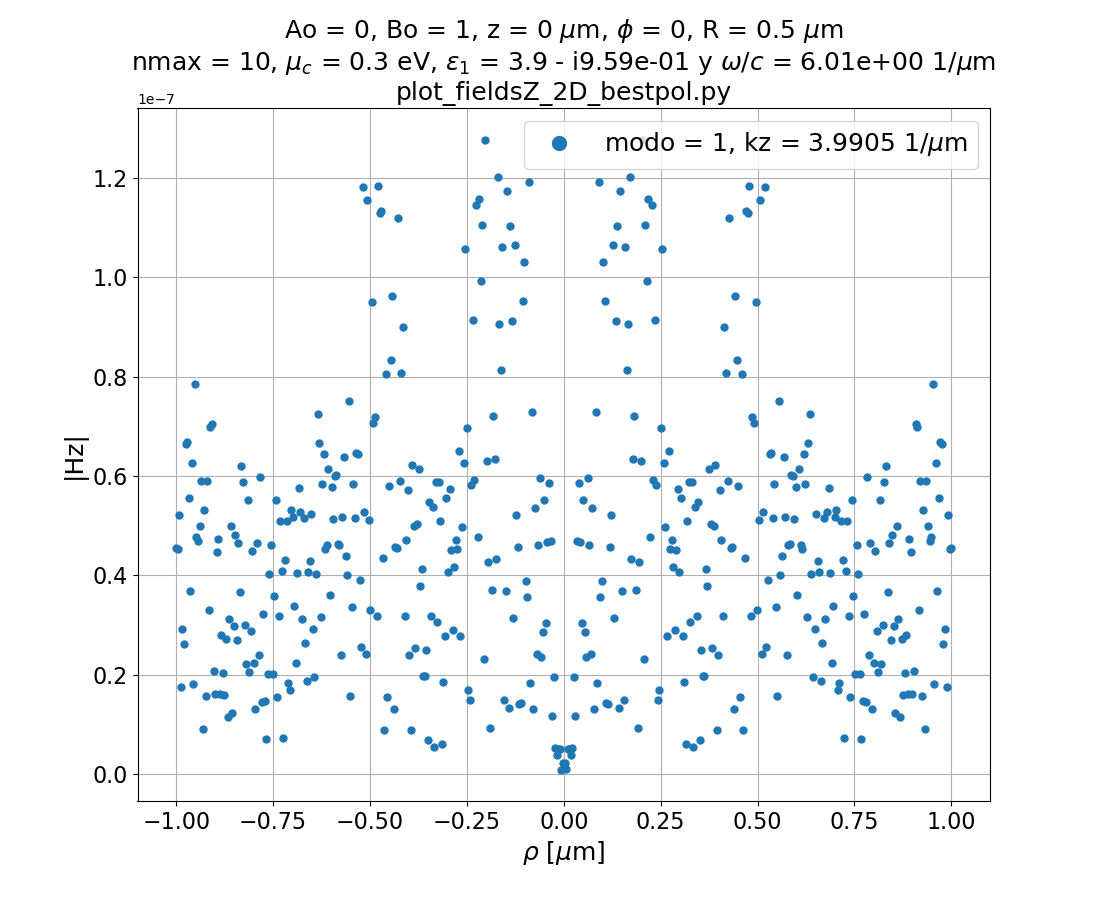 Ao = 0, Bo = 1, z = 0 μm, ϕ = 0, R = 0.5 μm
nmax = 10, μc = 0.3 eV, ε1 = 3.9 - i9.59e-01 y ω/c = 6.01e+00 1/μm
plot_fieldsZ_2D_bestpol.py
1e−7
modo = 1, kz = 3.9905 1/μm
1.2
1.0
0.8
0.6
0.4
0.2
0.0
|Hz|
−1.00 −0.75 −0.50 −0.25 0.00 0.25 0.50 0.75 1.00
ρ [μm]